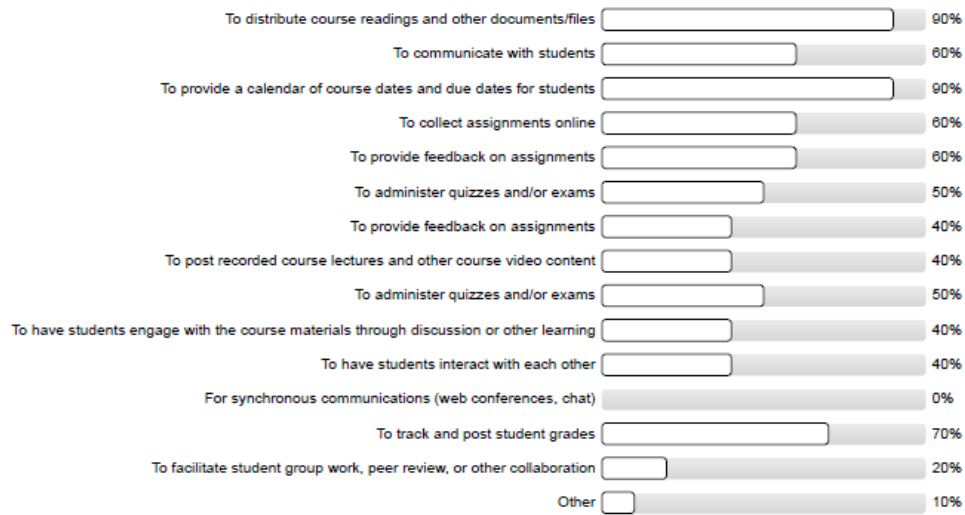 To distribute course readings and other documents/files 90%
To communicate with students 60%
To provide a calendar of course dates and due dates for students 90%
To collect assignments online 60%
To provide feedback on assignments 60%
To administer quizzes and/or exams 50%
To provide feedback on assignments 40%
To post recorded course lectures and other course video content 40%
To administer quizzes and/or exams 50%
To have students engage with the course materials through discussion or other learning 40%
To have students interact with each other 40%
For synchronous communications (web conferences, chat) 0%
To track and post student grades 70%
To facilitate student group work, peer review, or other collaboration 20%
Other 10%